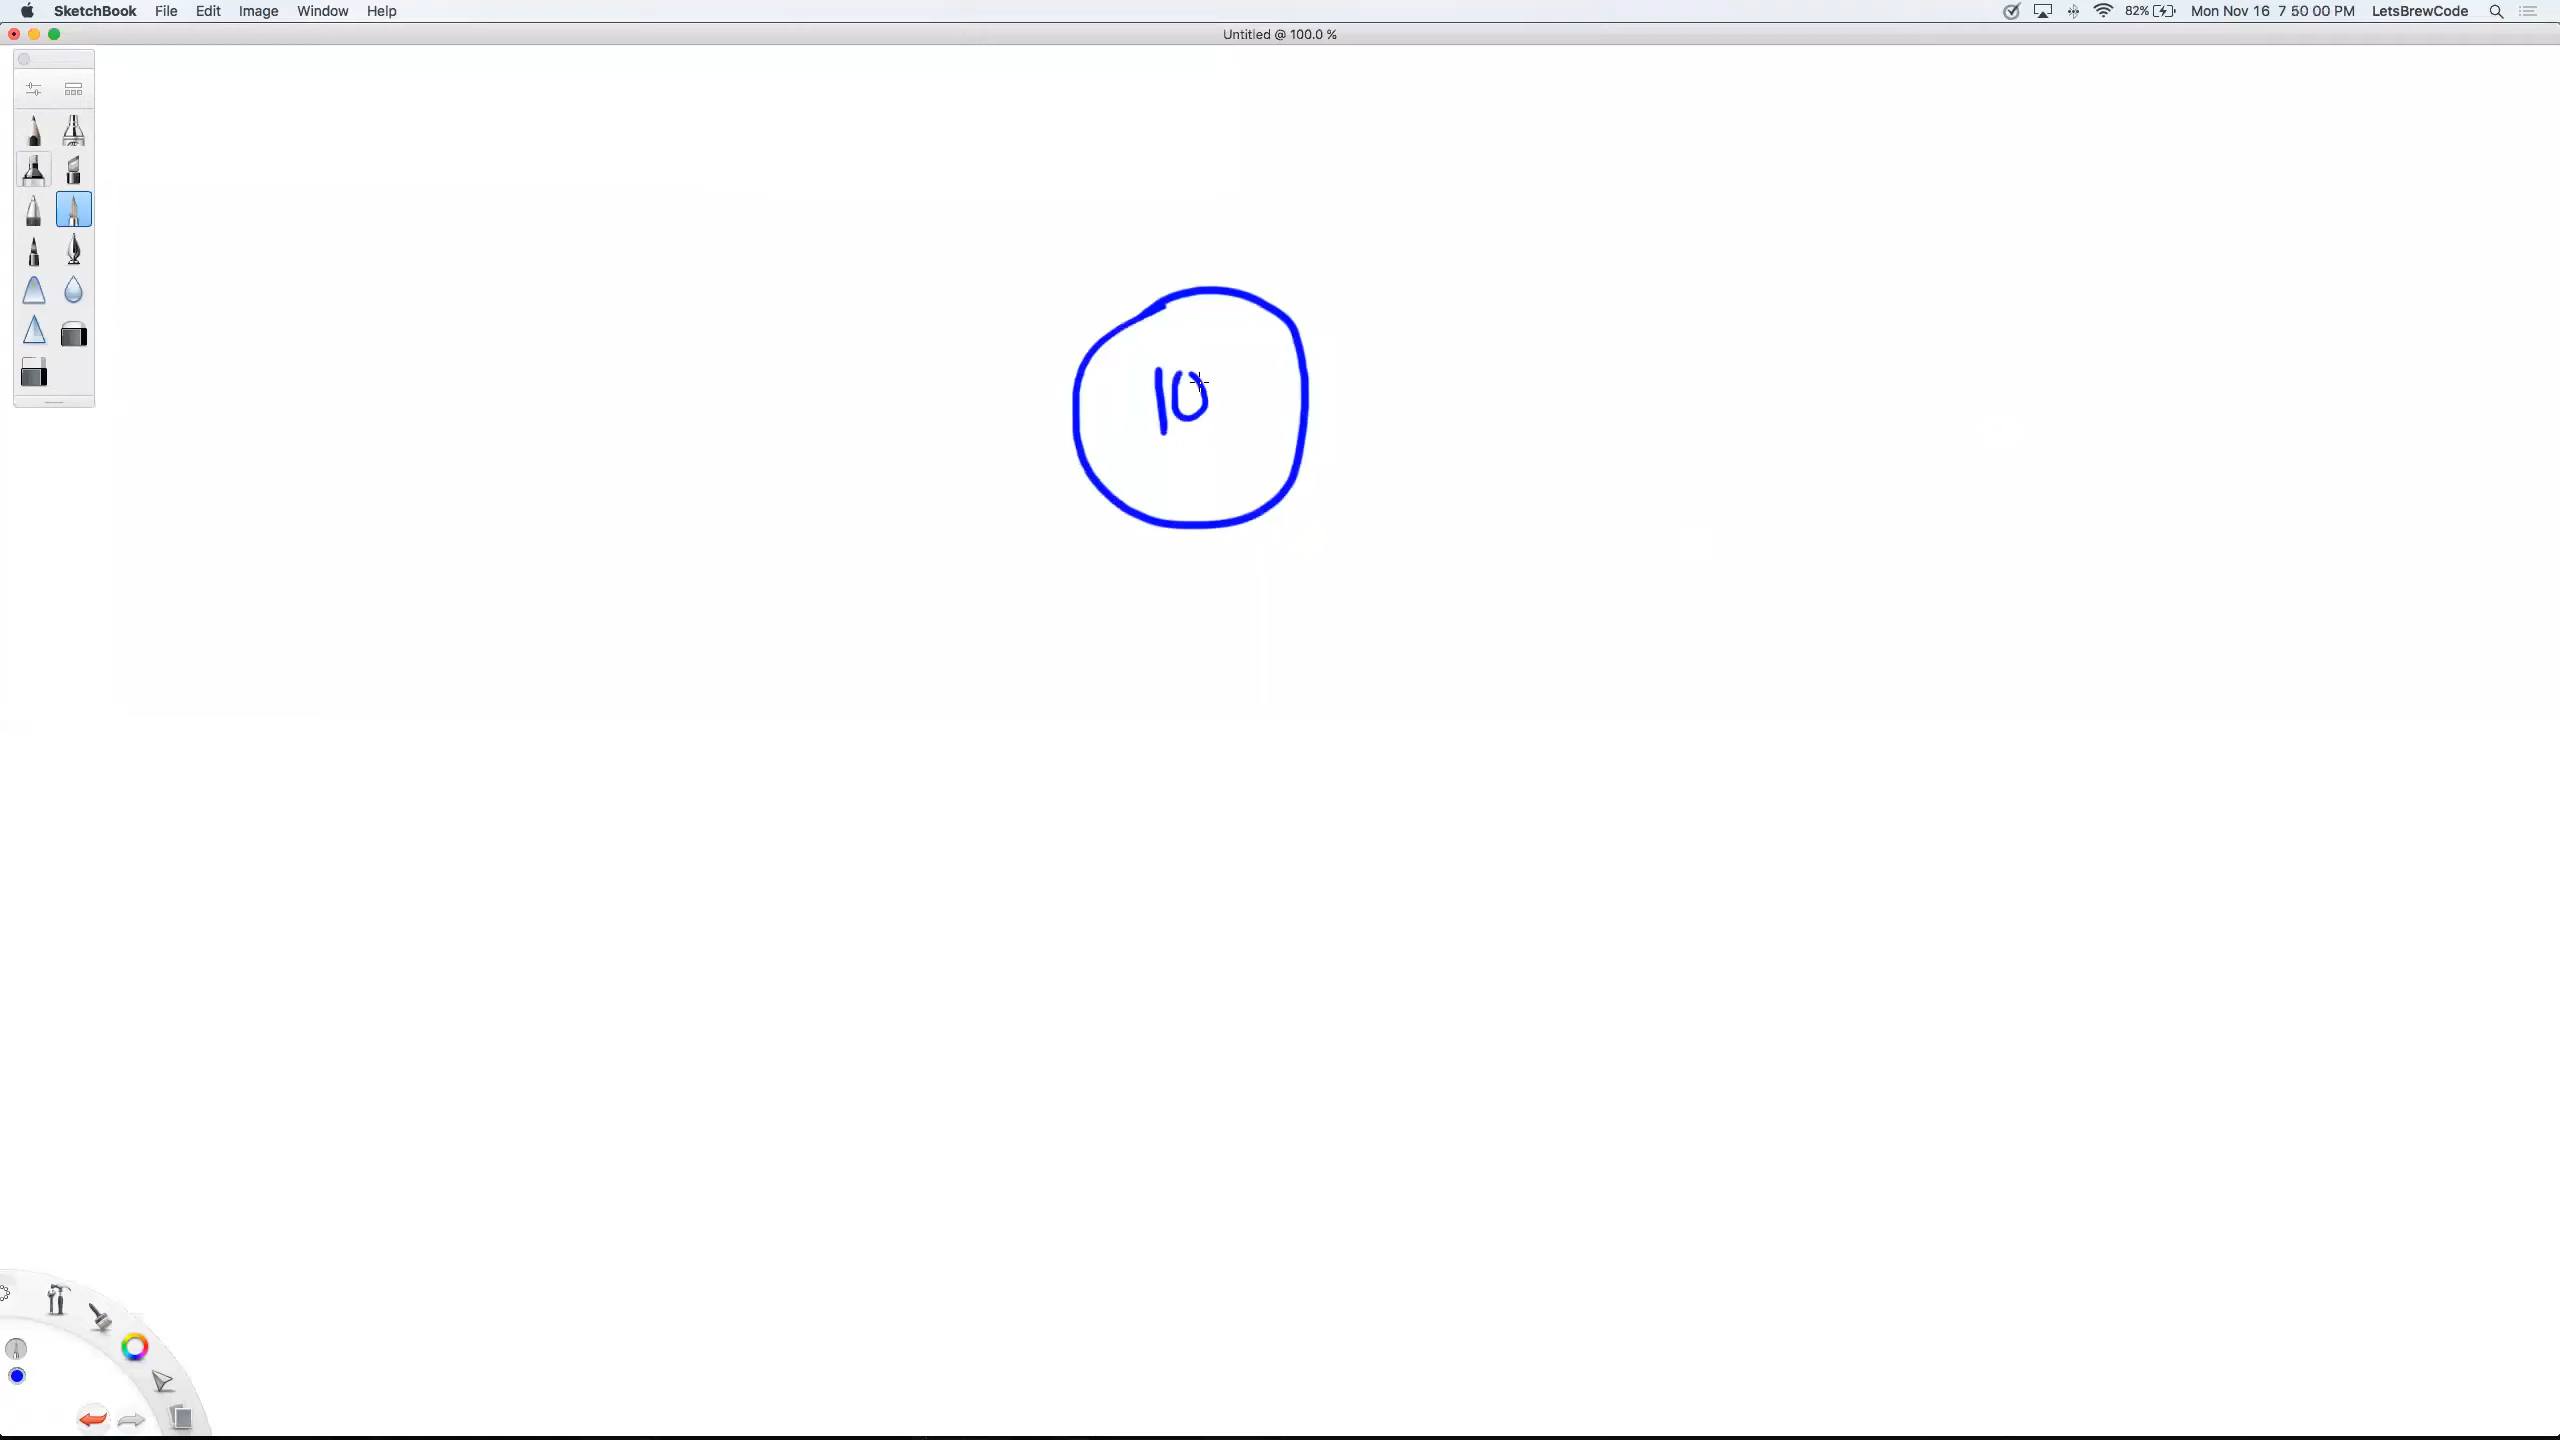 SketchBook File Edit Image Window Help 82% Mon Nov 16 7 50 00 PM LetsBrewCode
Untitled @ 100.0 %
10